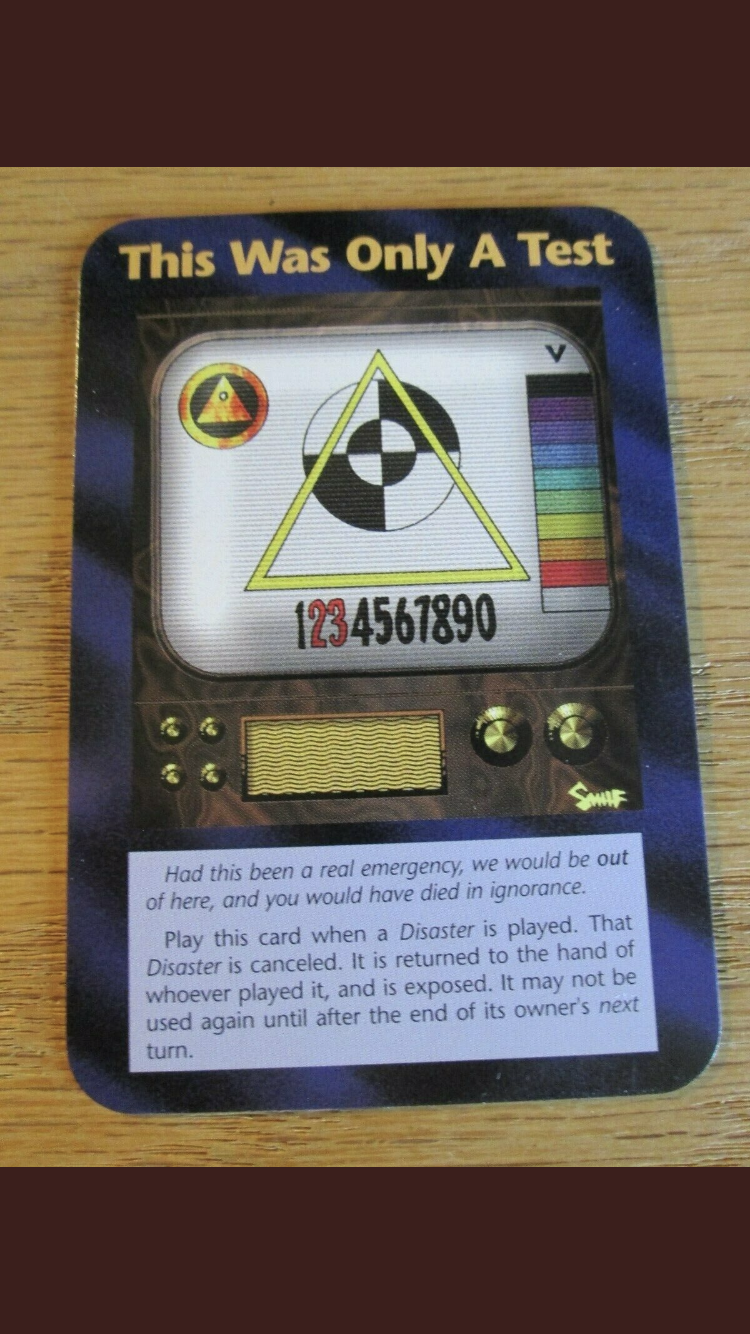 This Was Only A Test
V
1234567890
Had this been a real emergency, we would be out
of here, and you would have died in ignorance.
Play this card when a Disaster is played. That
Disaster is canceled. It is returned to the hand of
whoever played it, and is exposed. It may not be
used again until after the end of its owner's next
turn.